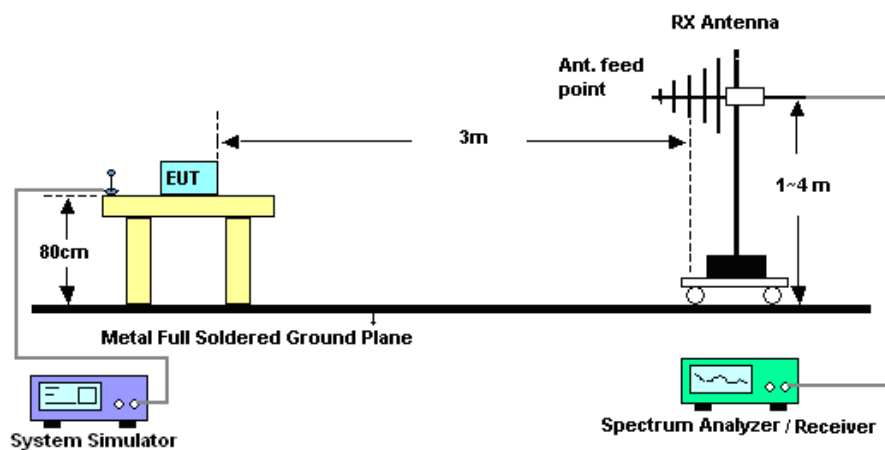 RX Antenna
Ant. feed
point
3m
EUT
1~4 m
80cm
Metal Full Soldered Ground Plane
System Simulator
Spectrum Analyzer / Receiver